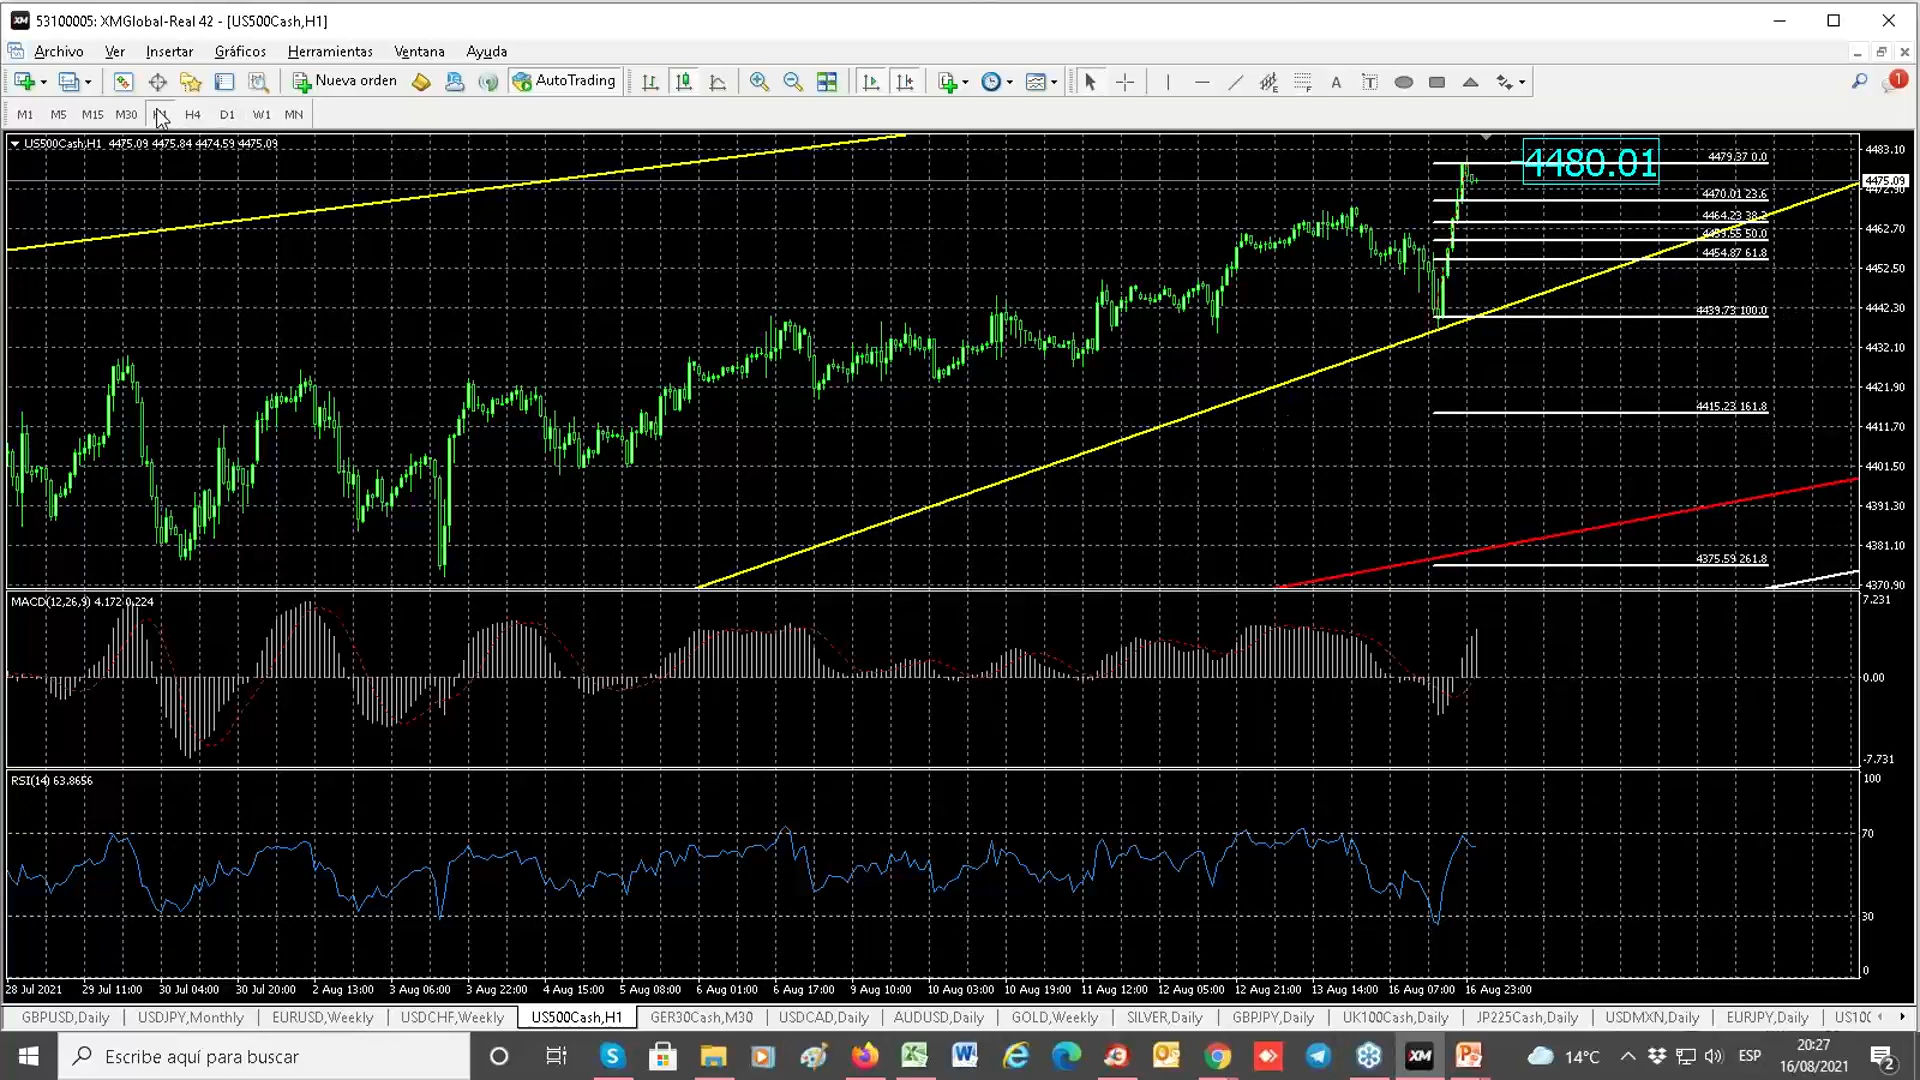 53100005: XMGlobal-Real 42 - [US500Cash,H1]
Archivo Ver Insertar Gráficos Herramientas Ventana Ayuda
Nueva orden AutoTrading
M1 M5 M15 M30 H4 D1 W1 MN
US500Cash,H1 4475.09 4475.84 4474.59 4475.09
4480.01
4479.37 0.0
4470.01 23.6
4464.23 38.2
4459.55 50.0
4454.87 61.8
4439.73 100.0
4415.23 161.8
4375.59 261.8
4483.10
4475.09
4472.90
4462.70
4452.50
4442.30
4432.10
4421.90
4411.70
4401.50
4391.30
4381.10
4370.90
MACD(12,26,9) 4.172 0.224
7.231
0.00
-7.731
RSI(14) 63.8656
100
70
30
0
28 Jul 2021 29 Jul 11:00 30 Jul 04:00 30 Jul 20:00 2 Aug 13:00 3 Aug 06:00 3 Aug 22:00 4 Aug 15:00 5 Aug 08:00 6 Aug 01:00 6 Aug 17:00 9 Aug 10:00 10 Aug 03:00 10 Aug 19:00 11 Aug 12:00 12 Aug 05:00 12 Aug 21:00 13 Aug 14:00 16 Aug 07:00 16 Aug 23:00
GBPUSD,Daily USDJPY,Monthly EURUSD,Weekly USDCHF,Weekly US500Cash,H1 GER30Cash,M30 USDCAD,Daily AUDUSD,Daily GOLD,Weekly SILVER,Daily GBPJPY,Daily UK100Cash,Daily JP225Cash,Daily USDMXN,Daily EURJPY,Daily
Escribe aquí para buscar
14°C
ESP
20:27
16/08/2021